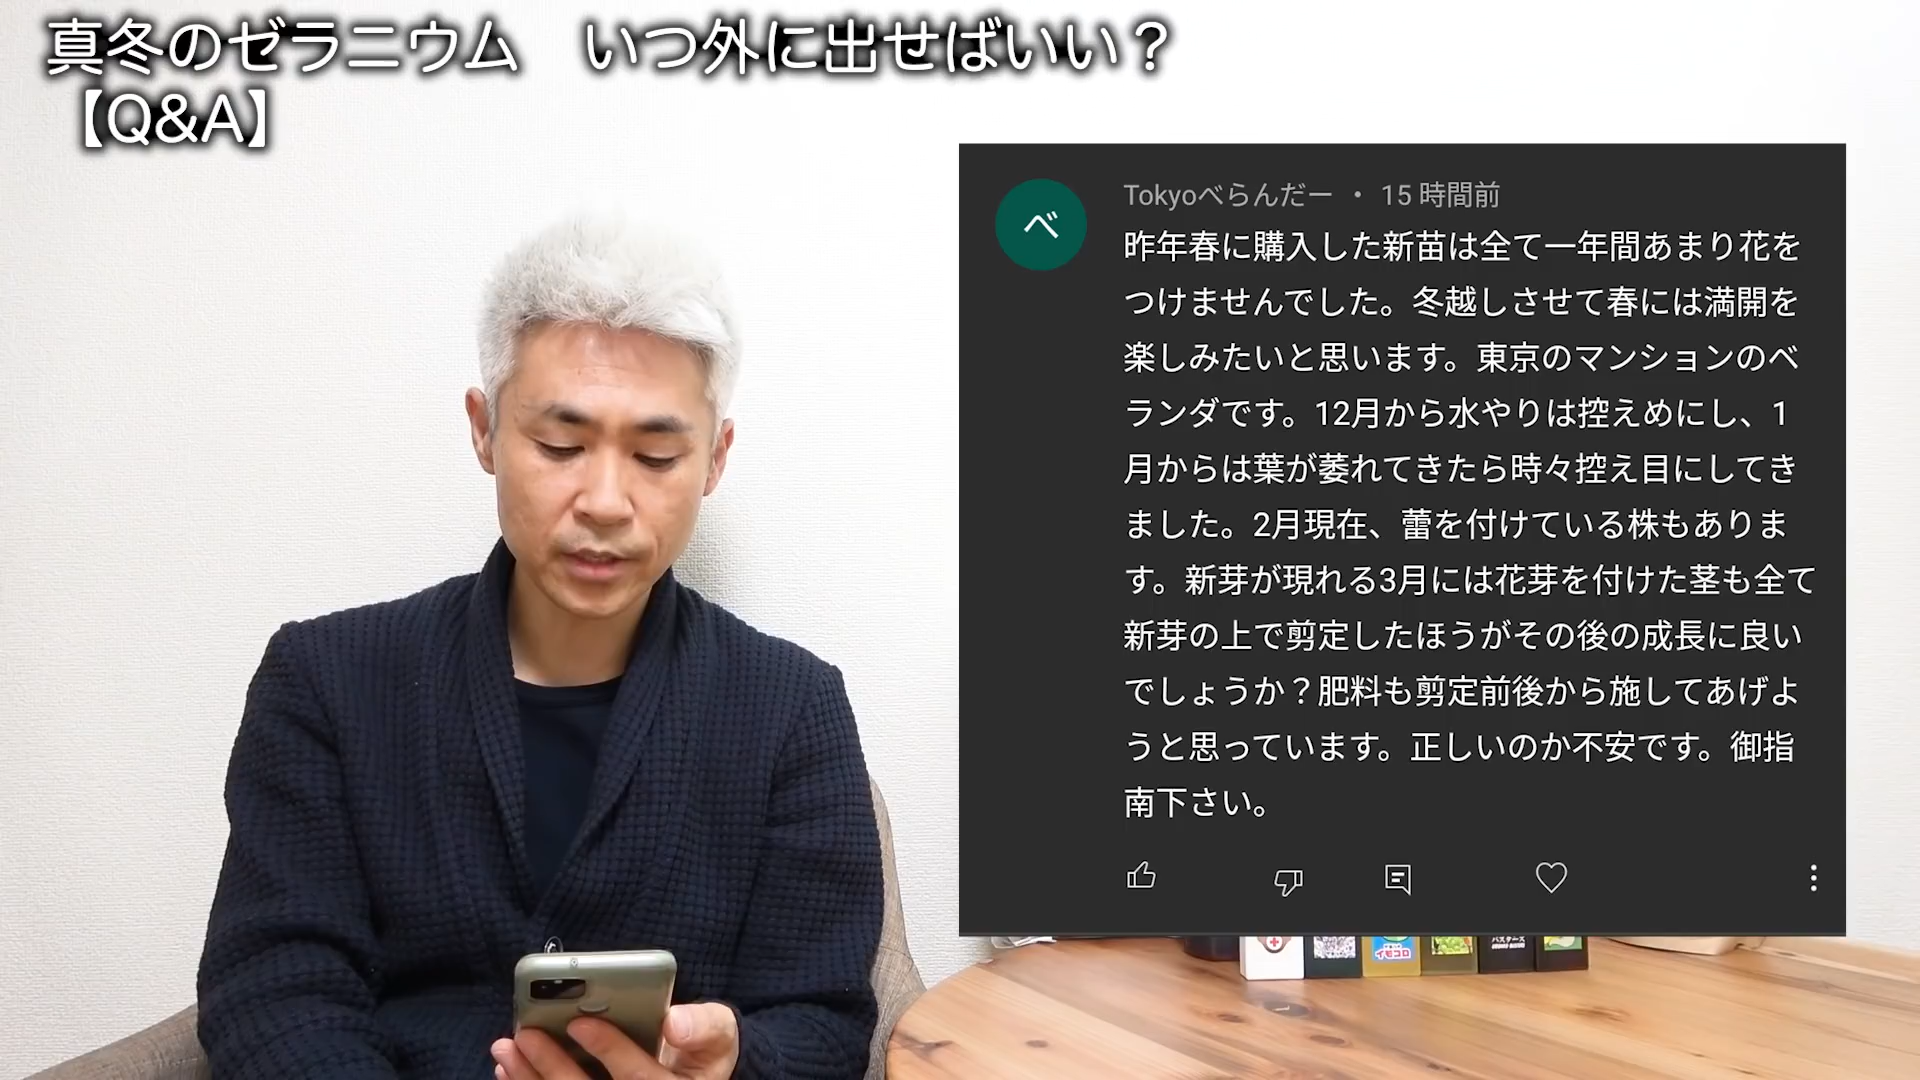 真冬のゼラニウム　いつ外に出せばいい？
【Q&A】
べ
Tokyoべらんだー ・ 15 時間前
昨年春に購入した新苗は全て一年間あまり花を
つけませんでした。冬越しさせて春には満開を
楽しみたいと思います。東京のマンションのベ
ランダです。12月から水やりは控えめにし、1
月からは葉が萎れてきたら時々控え目にしてき
ました。2月現在、蕾を付けている株もありま
す。新芽が現れる3月には花芽を付けた茎も全て
新芽の上で剪定したほうがその後の成長に良い
でしょうか？肥料も剪定前後から施してあげよ
うと思っています。正しいのか不安です。御指
南下さい。
イモコロ
バスターズ